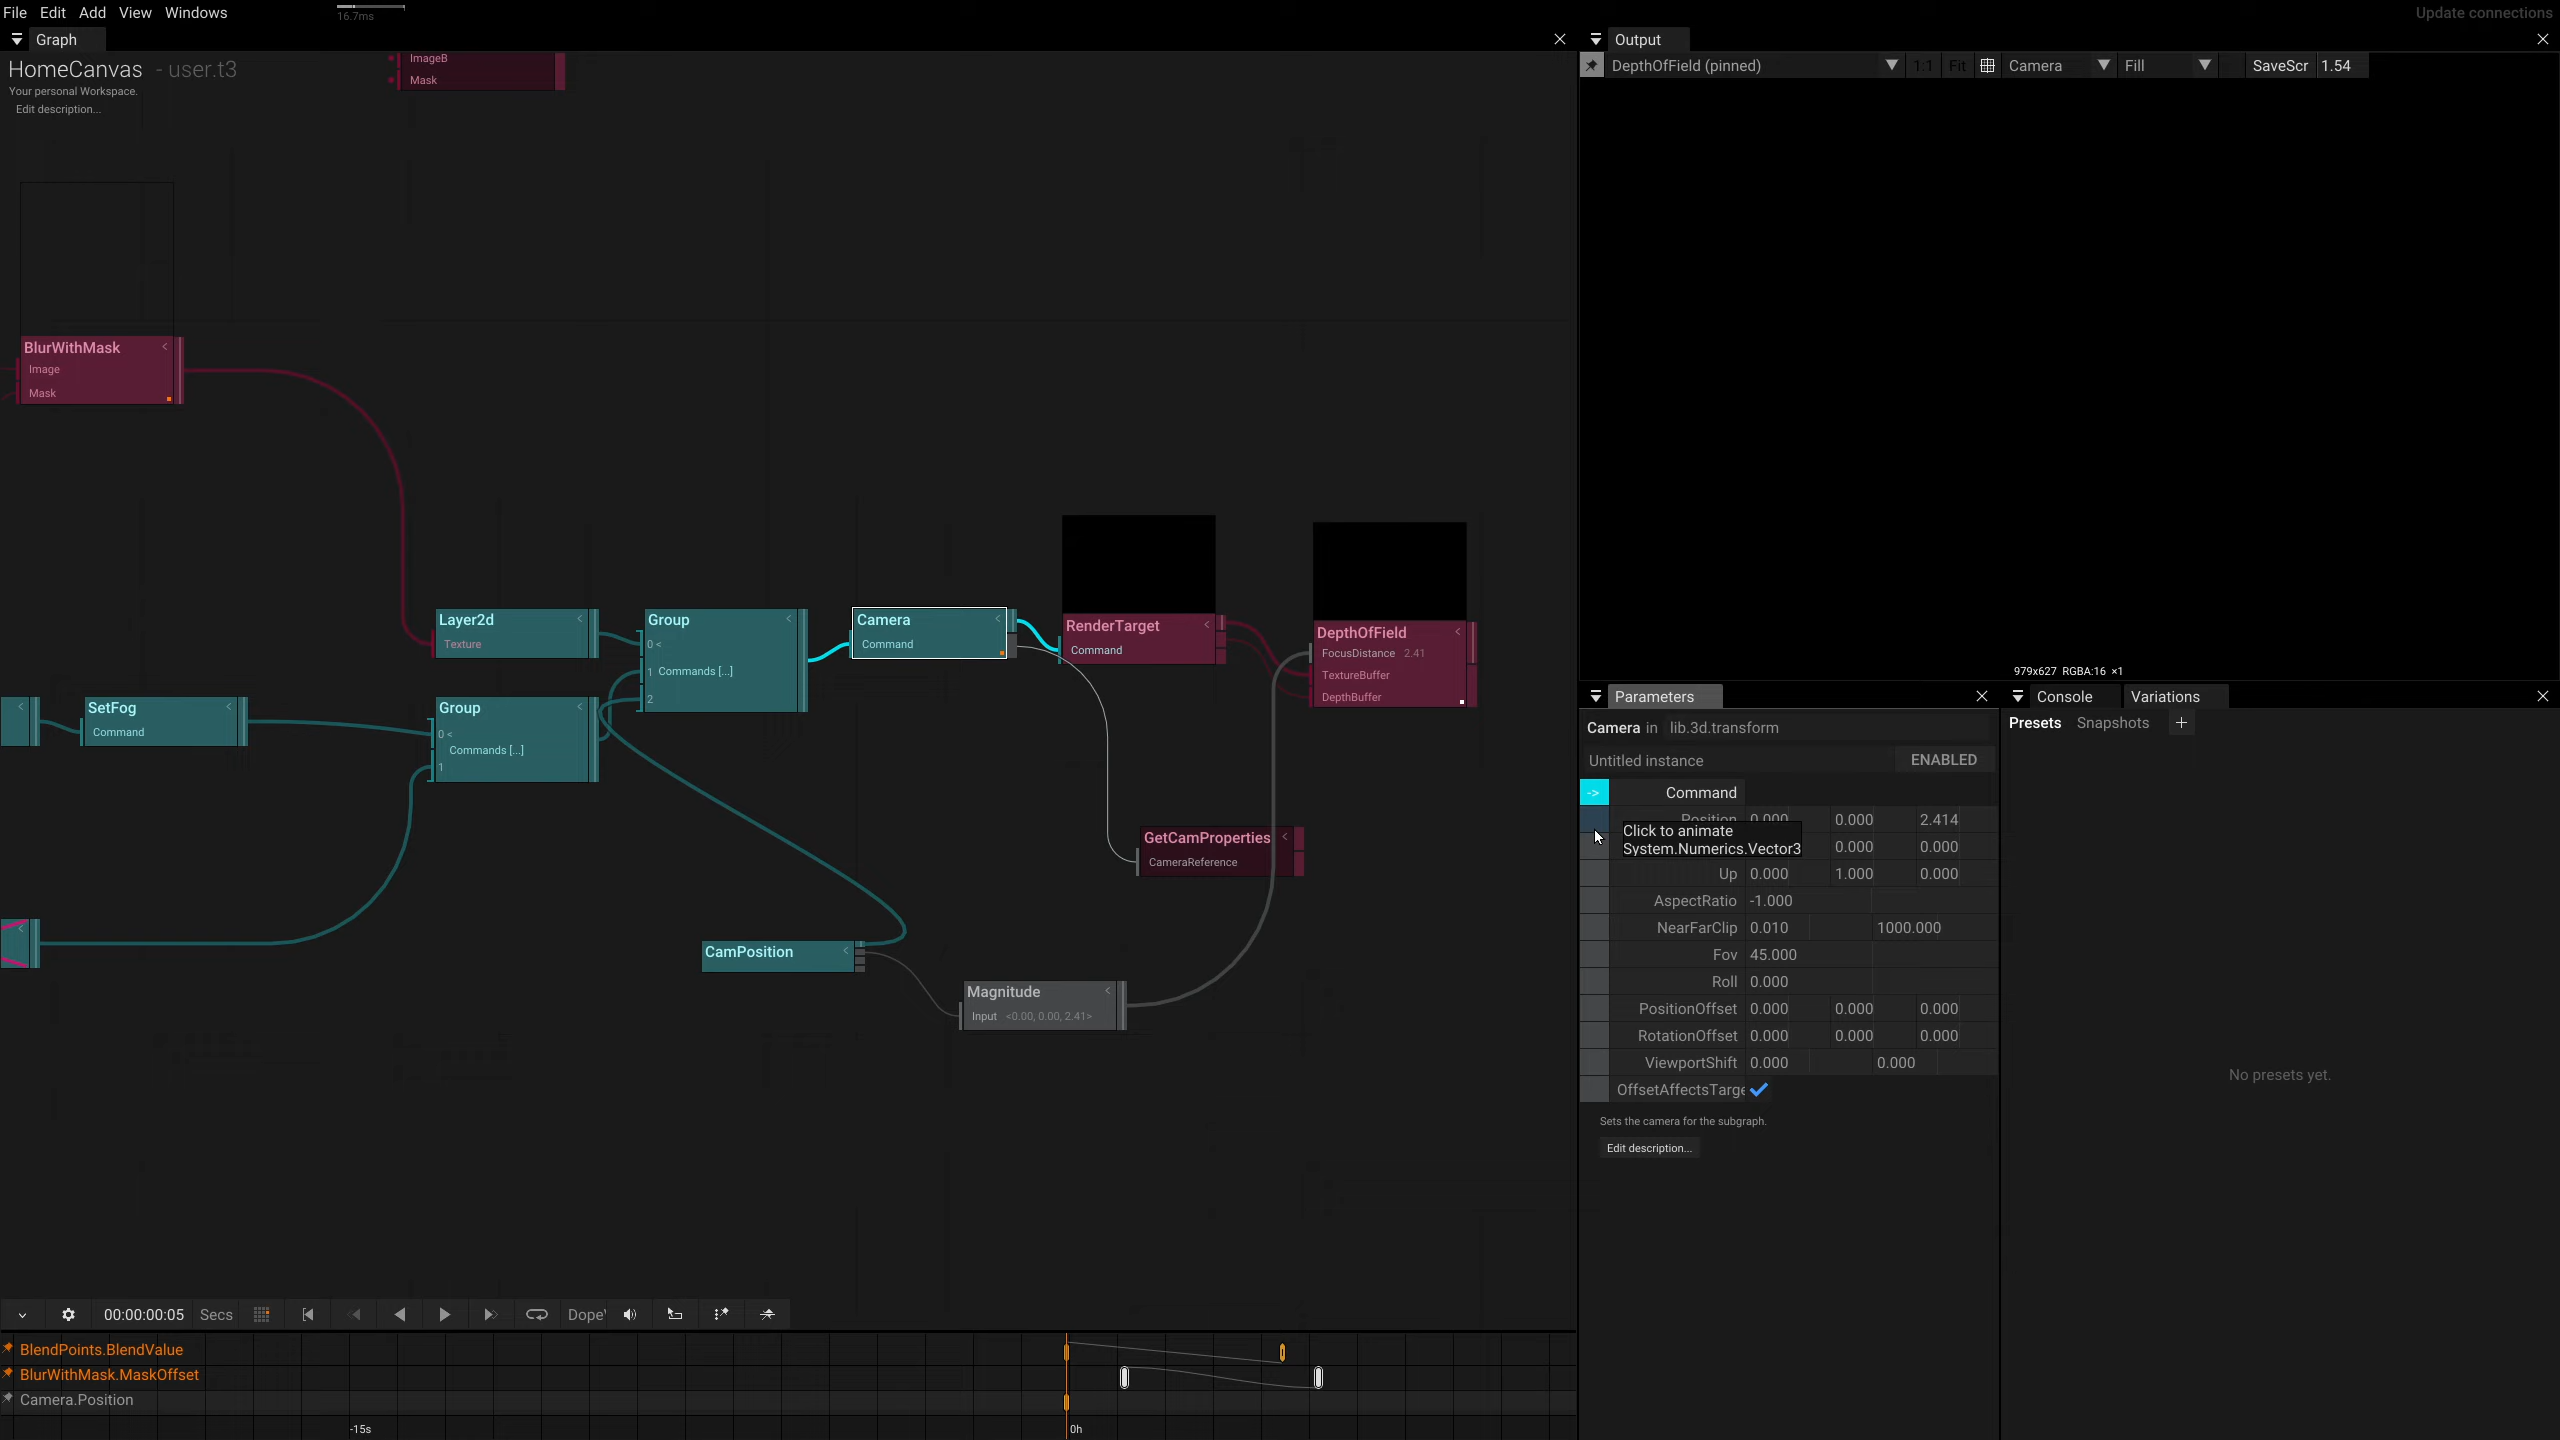 File Edit Add View Windows
16.7ms
Update connections
Graph
Output
HomeCanvas - user.t3
Your personal Workspace.
Edit description...
ImageB
Mask
DepthOfField (pinned)
1:1
Fit
Camera
Fill
SaveScr
1.54
BlurWithMask
Image
Mask
Layer2d
Texture
Group
0 <
1 Commands [...]
2
Camera
Command
RenderTarget
Command
DepthOfField
FocusDistance 2.41
TextureBuffer
DepthBuffer
SetFog
Command
Group
0 <
Commands [...]
1
GetCamProperties
CameraReference
CamPosition
Magnitude
Input <0.00, 0.00, 2.41>
979x627 RGBA:16 ×1
Parameters
Camera in lib.3d.transform
Untitled instance
ENABLED
-> Command
Position 0.000 0.000 2.414
Click to animate
System.Numerics.Vector3
0.000 0.000
Up 0.000 1.000 0.000
AspectRatio -1.000
NearFarClip 0.010 1000.000
Fov 45.000
Roll 0.000
PositionOffset 0.000 0.000 0.000
RotationOffset 0.000 0.000 0.000
ViewportShift 0.000 0.000
OffsetAffectsTarge
Sets the camera for the subgraph.
Edit description...
Console
Variations
Presets Snapshots +
No presets yet.
00:00:00:05 Secs
Dope
BlendPoints.BlendValue
BlurWithMask.MaskOffset
Camera.Position
-15s
0h